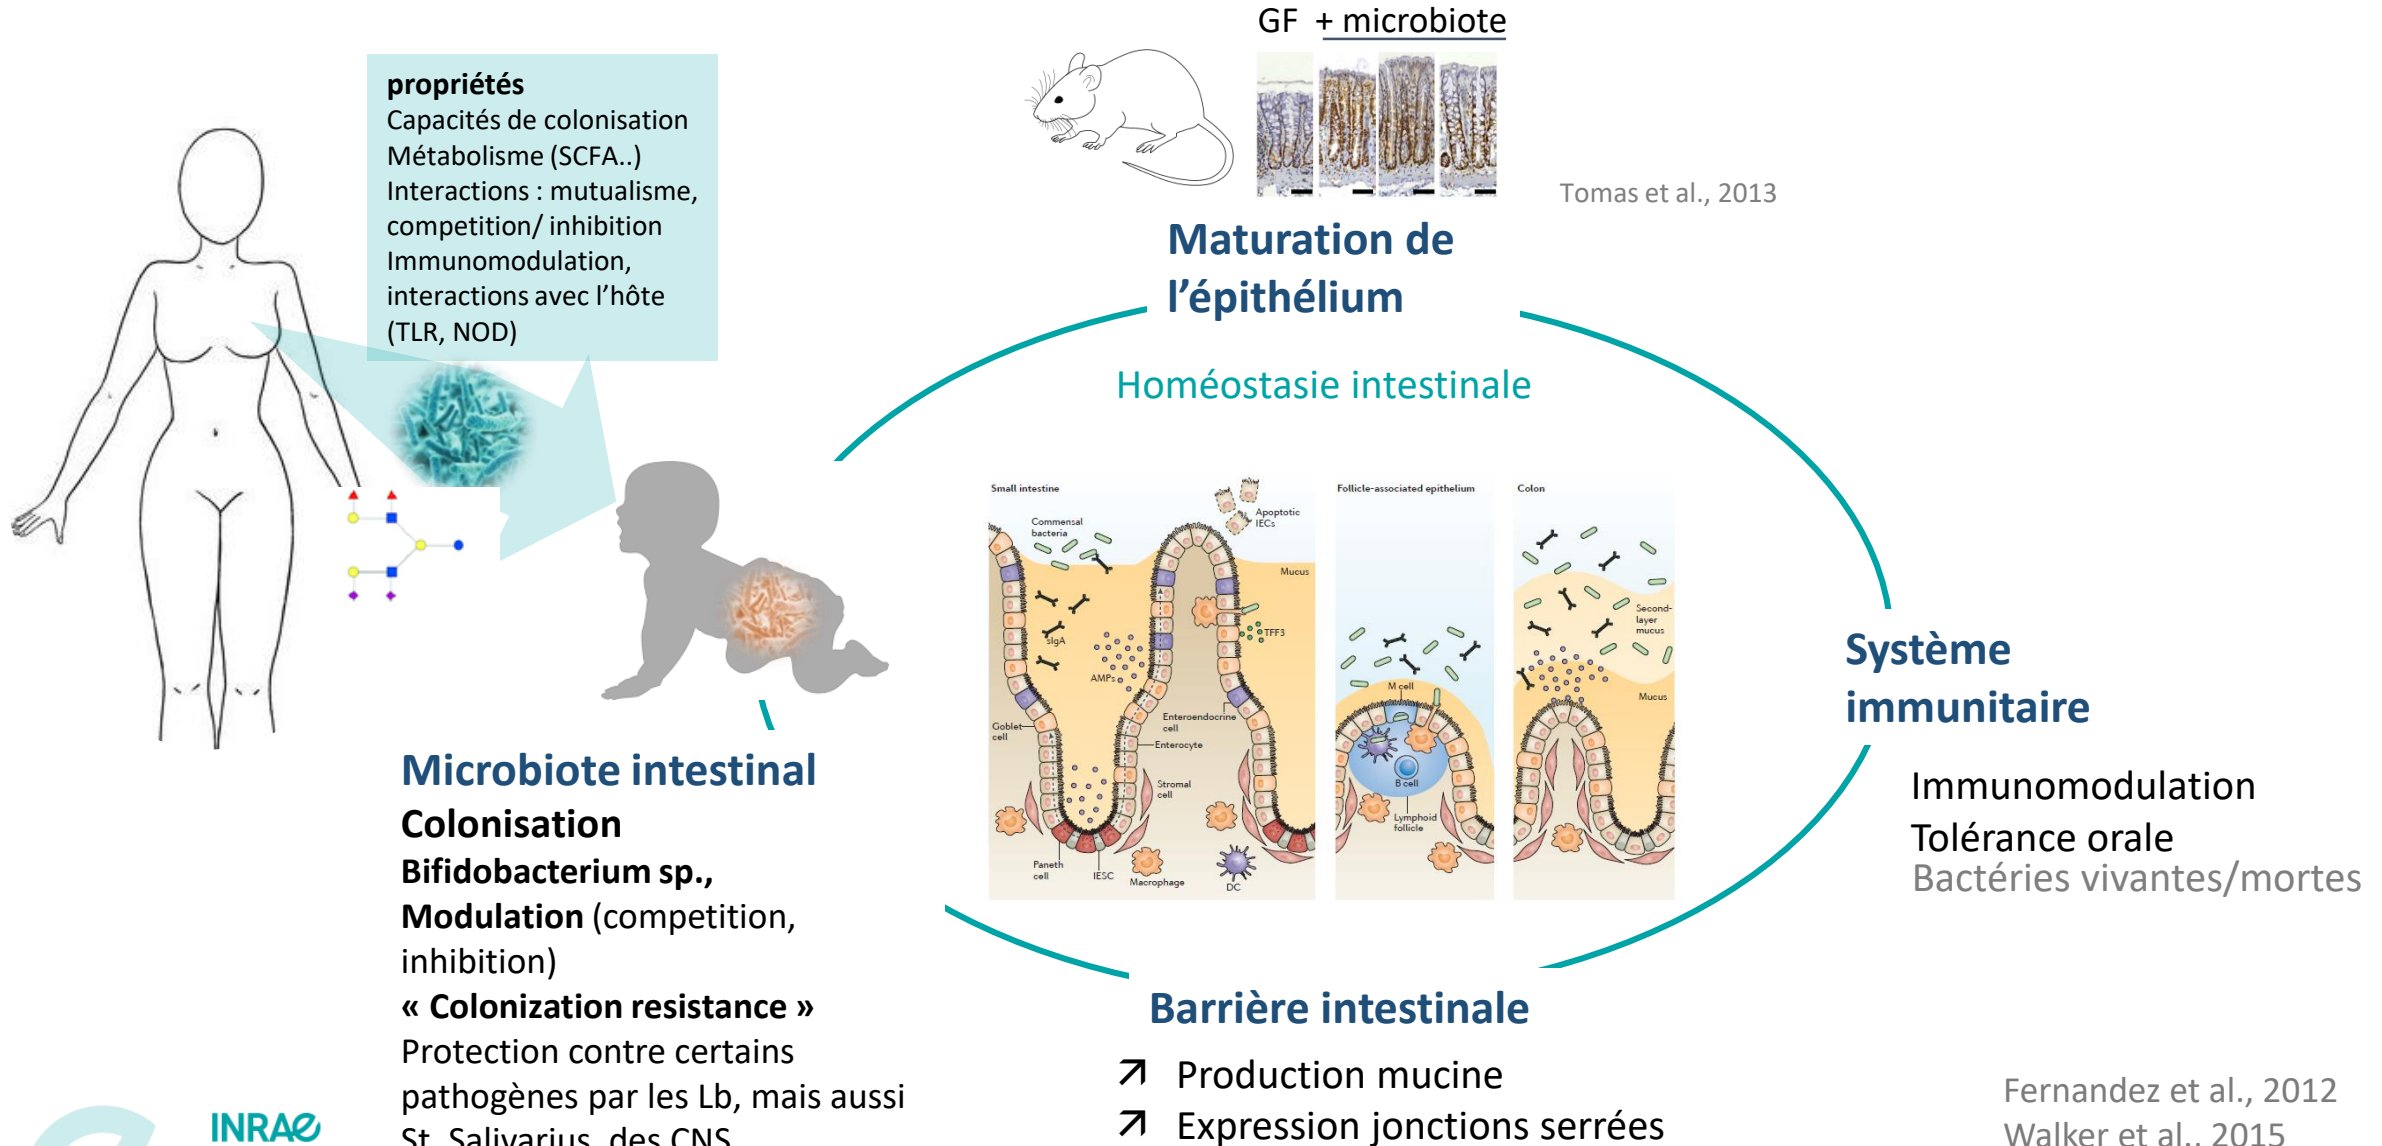 GF + microbiote
propriétés
Capacités de colonisation
Métabolisme (SCFA..)
Interactions : mutualisme,
competition/ inhibition
Immunomodulation,
interactions avec l'hôte
(TLR, NOD)
Tomas et al., 2013
Maturation de
l'épithélium
Homéostasie intestinale
Small intestine
Commensal
bacteria
Apoptotic
IECs
Mucus
sIgA
TFF3
AMPs
Goblet
cell
Enteroendocrine
cell
Enterocyte
Stromal
cell
Paneth
cell
IESC
Macrophage
DC
Follicle-associated epithelium
M cell
B cell
Lymphoid
follicle
Colon
Second-
layer
mucus
Mucus
Système
immunitaire
Immunomodulation
Tolérance orale
Bactéries vivantes/mortes
Microbiote intestinal
Colonisation
Bifidobacterium sp.,
Modulation (competition,
inhibition)
« Colonization resistance »
Protection contre certains
pathogènes par les Lb, mais aussi
St. Salivarius, des CNS
Barrière intestinale
↗ Production mucine
↗ Expression jonctions serrées
Fernandez et al., 2012
Walker et al., 2015
INRAE